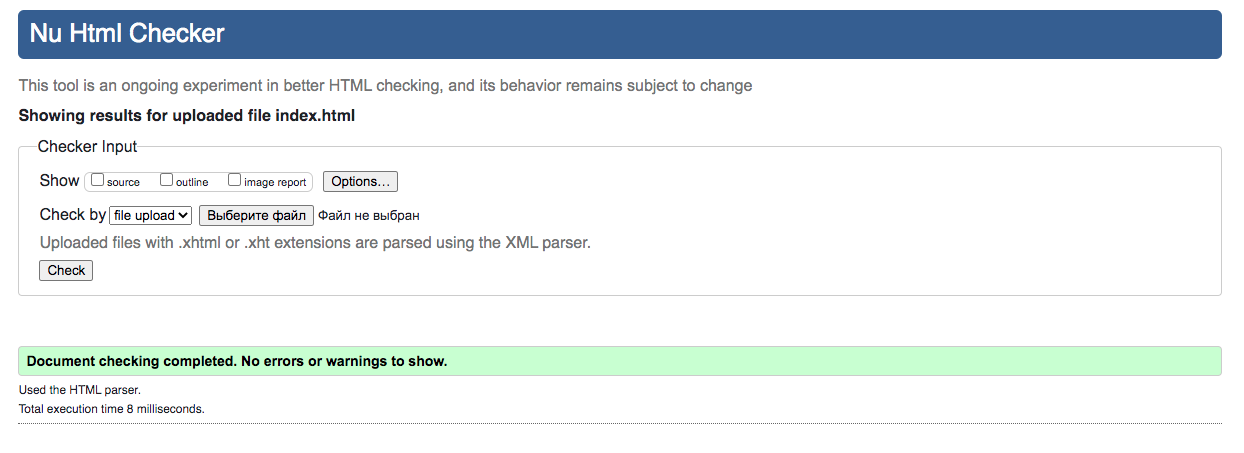 Nu Html Checker
This tool is an ongoing experiment in better HTML checking, and its behavior remains subject to change
Showing results for uploaded file index.html
Checker Input
Show source outline image report Options...
Check by file upload Выберите файл Файл не выбран
Uploaded files with .xhtml or .xht extensions are parsed using the XML parser.
Check
Document checking completed. No errors or warnings to show.
Used the HTML parser.
Total execution time 8 milliseconds.